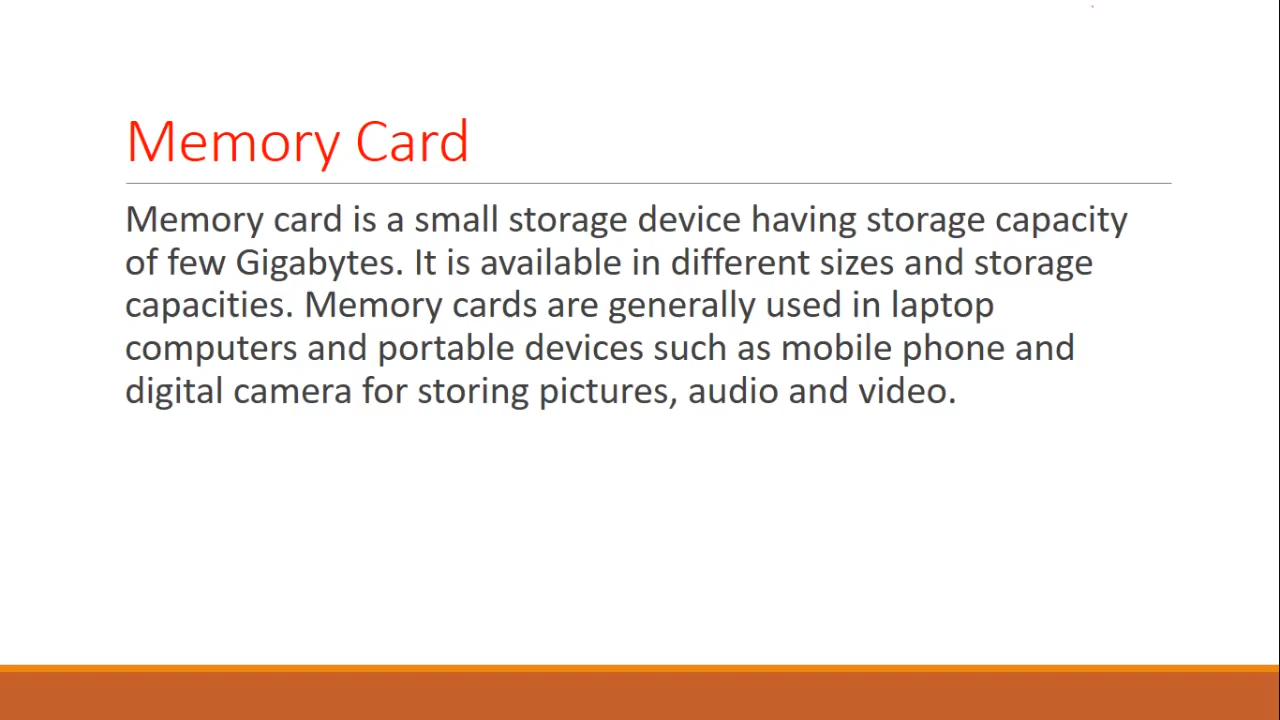 Memory Card
Memory card is a small storage device having storage capacity
of few Gigabytes. It is available in different sizes and storage
capacities. Memory cards are generally used in laptop
computers and portable devices such as mobile phone and
digital camera for storing pictures, audio and video.